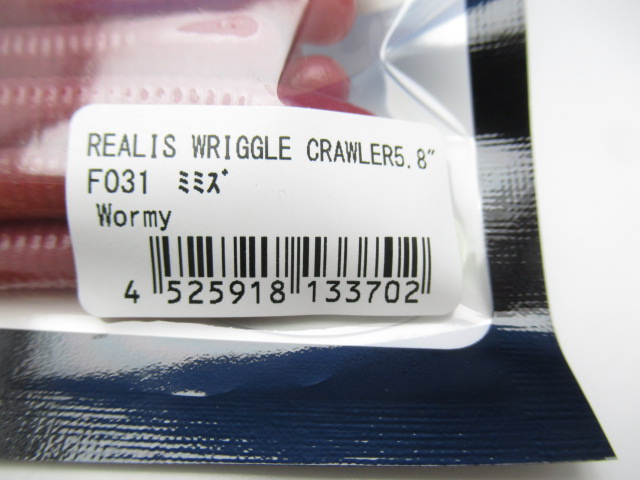 REALIS WRIGGLE CRAWLER5.8"
F031 ﾐﾐｽﾞ
Wormy
4 525918 133702